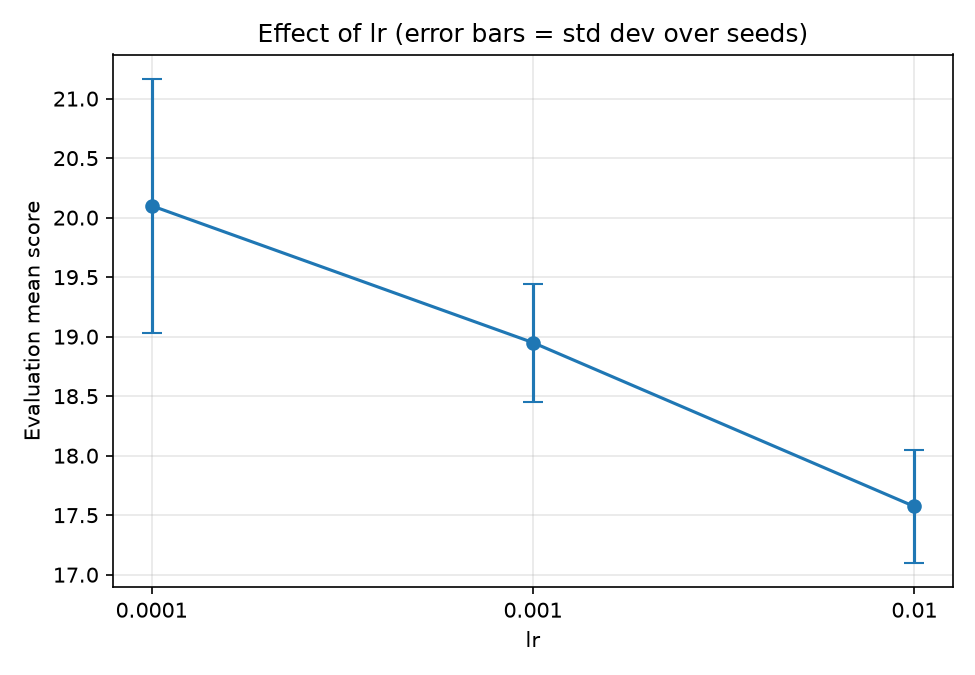 Effect of lr (error bars = std dev over seeds)
Evaluation mean score
21.0
20.5
20.0
19.5
19.0
18.5
18.0
17.5
17.0
0.0001 0.001 0.01
lr